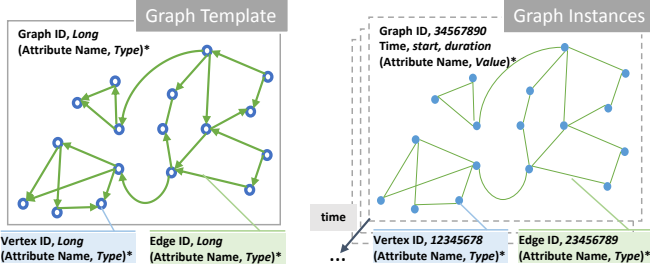 Graph Template
Graph ID, Long
(Attribute Name, Type)*
Vertex ID, Long
(Attribute Name, Type)*
Edge ID, Long
(Attribute Name, Type)*
Graph Instances
Graph ID, 34567890
Time, start, duration
(Attribute Name, Value)*
time
...
Vertex ID, 12345678
(Attribute Name, Type)*
Edge ID, 23456789
(Attribute Name, Type)*